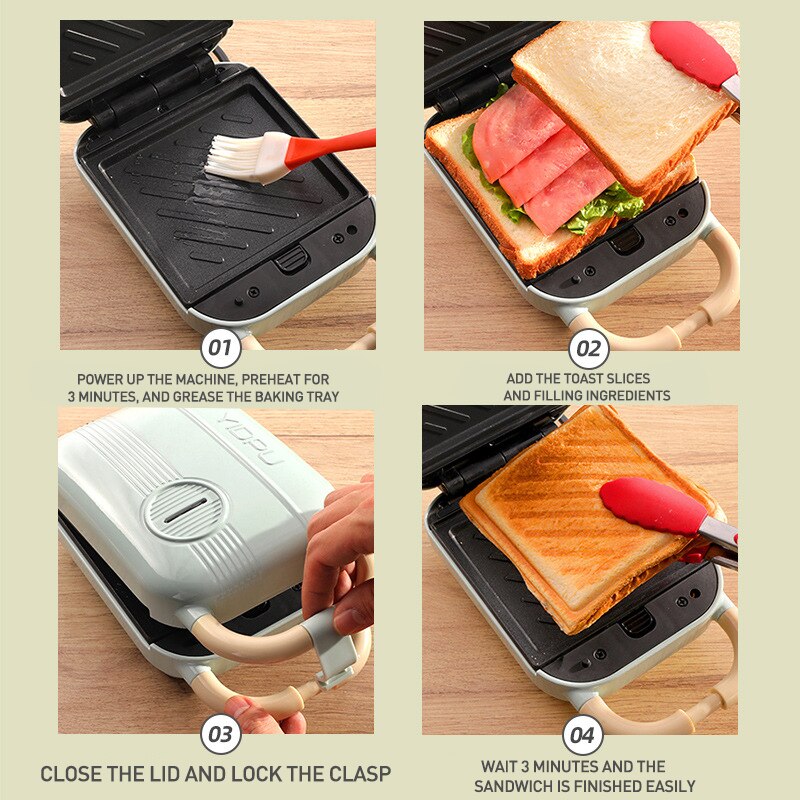 01
POWER UP THE MACHINE, PREHEAT FOR
3 MINUTES, AND GREASE THE BAKING TRAY
02
ADD THE TOAST SLICES
AND FILLING INGREDIENTS
YIDPU
03
CLOSE THE LID AND LOCK THE CLASP
04
WAIT 3 MINUTES AND THE
SANDWICH IS FINISHED EASILY